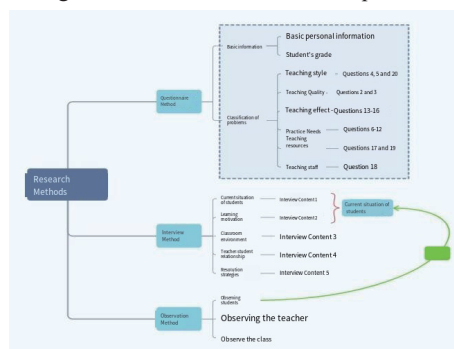 Research
Methods
Questionnaire
Method
Basic information
Basic personal information
Student's grade
Classification of
problems
Teaching style - Questions 4, 5 and 20
Teaching Quality - Questions 2 and 3
Teaching effect - Questions 13-16
Practice Needs Questions 6-12
Teaching
resources Questions 17 and 19
Teaching staff Question 18
Interview
Method
Current situation
of students Interview Content1
Learning
motivation Interview Content2
Current situation of
students
Classroom
environment Interview Content 3
Teacher-student
relationship Interview Content 4
Resolution
strategies Interview Content 5
Observation
Method
Observing
students
Observing the teacher
Observe the class